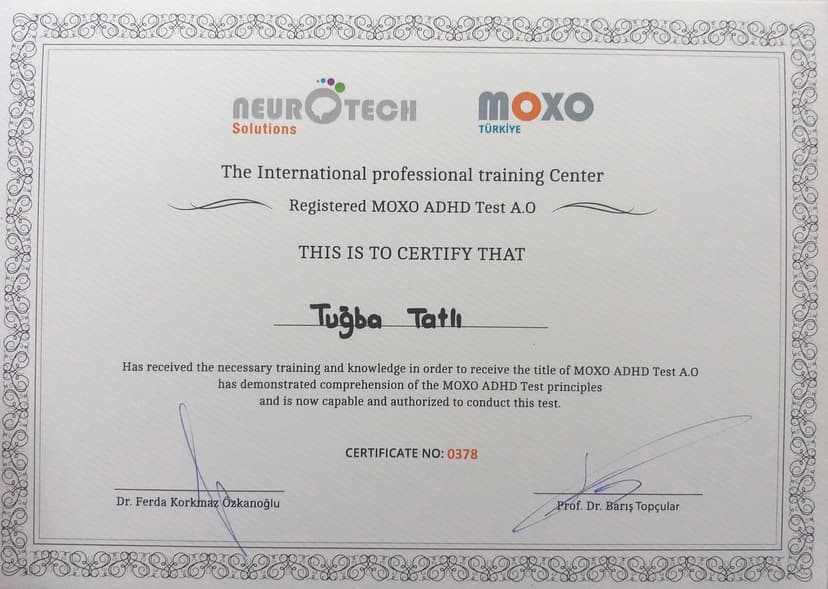 NEUROTECH
Solutions
MOXO
TÜRKİYE
The International professional training Center
Registered MOXO ADHD Test A.O
THIS IS TO CERTIFY THAT
Tuğba Tatlı
Has received the necessary training and knowledge in order to receive the title of MOXO ADHD Test A.O
has demonstrated comprehension of the MOXO ADHD Test principles
and is now capable and authorized to conduct this test.
CERTIFICATE NO: 0378
Dr. Ferda Korkmaz Özkanoğlu
Prof. Dr. Barış Topçular